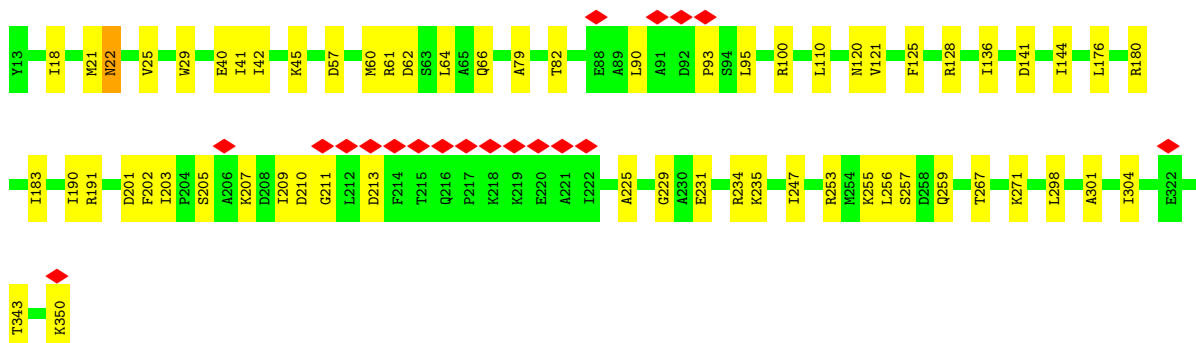 Y13 I18 M21 N22 V25 W29 E40 I41 I42 K45 D57 M60 R61 D62 S63 L64 A65 Q66 A79 T82 E88 A89 L90 A91 D92 P93 S94 L95 R100 L110 N120 V121 F125 R128 I136 D141 I144 L176 R180
I183 I190 R191 D201 F202 I203 P204 S205 A206 K207 D208 I209 D210 G211 L212 D213 F214 T215 Q216 P217 K218 K219 E220 A221 I222 A225 G229 A230 E231 R234 K235 I247 R253 M254 K255 L256 S257 D258 Q259 T267 K271 L298 A301 I304 E322
T343 K350